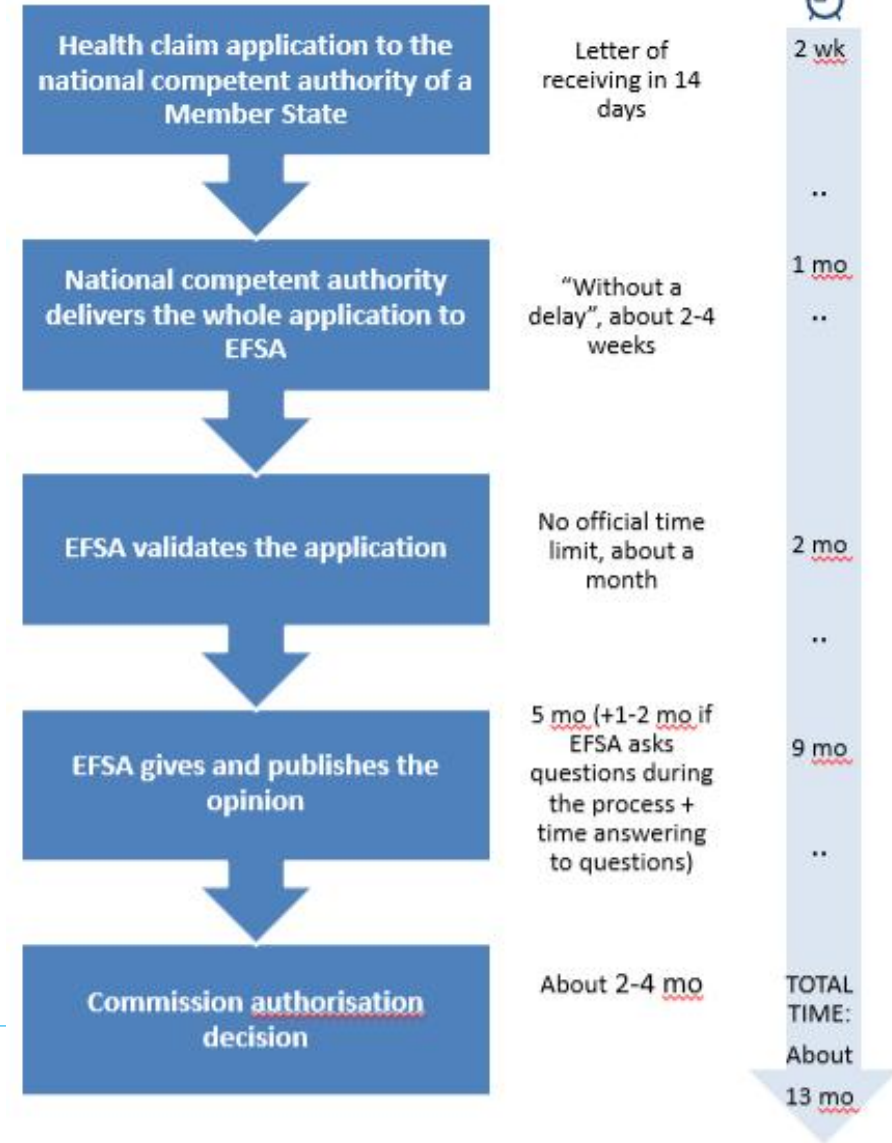 Health claim application to the
national competent authority of a
Member State
Letter of
receiving in 14
days
2 wk
..
National competent authority
delivers the whole application to
EFSA
“Without a
delay”, about 2-4
weeks
1 mo
..
EFSA validates the application
No official time
limit, about a
month
2 mo
..
EFSA gives and publishes the
opinion
5 mo (+1-2 mo if
EFSA asks
questions during
the process +
time answering
to questions)
9 mo
..
Commission authorisation
decision
About 2-4 mo
TOTAL
TIME:
About
13 mo